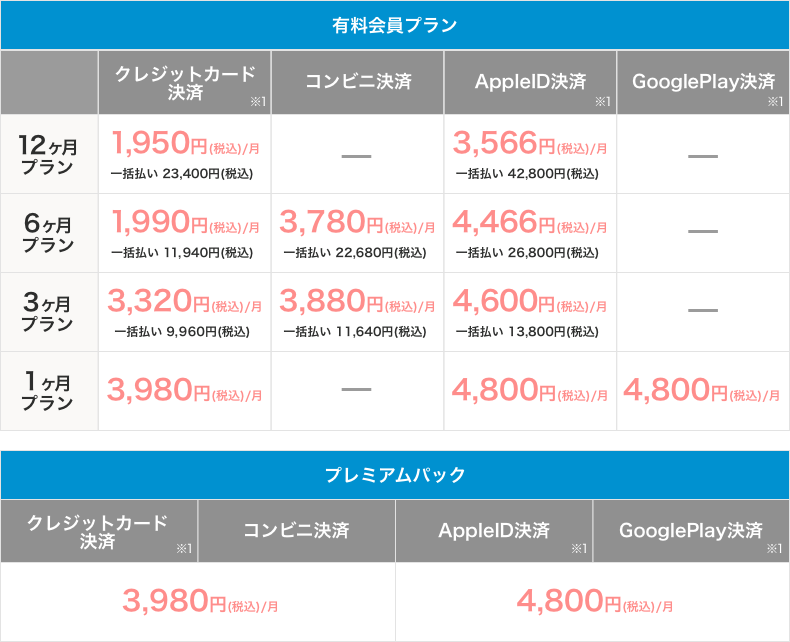 有料会員プラン
クレジットカード
決済
※1
コンビニ決済
AppleID決済
※1
GooglePlay決済
※1
12ヶ月
プラン
1,950円(税込)/月
一括払い 23,400円(税込)
—
3,566円(税込)/月
一括払い 42,800円(税込)
—
6ヶ月
プラン
1,990円(税込)/月
一括払い 11,940円(税込)
3,780円(税込)/月
一括払い 22,680円(税込)
4,466円(税込)/月
一括払い 26,800円(税込)
—
3ヶ月
プラン
3,320円(税込)/月
一括払い 9,960円(税込)
3,880円(税込)/月
一括払い 11,640円(税込)
4,600円(税込)/月
一括払い 13,800円(税込)
—
1ヶ月
プラン
3,980円(税込)/月
—
4,800円(税込)/月
4,800円(税込)/月
プレミアムパック
クレジットカード
決済
※1
コンビニ決済
AppleID決済
※1
GooglePlay決済
※1
3,980円(税込)/月
4,800円(税込)/月